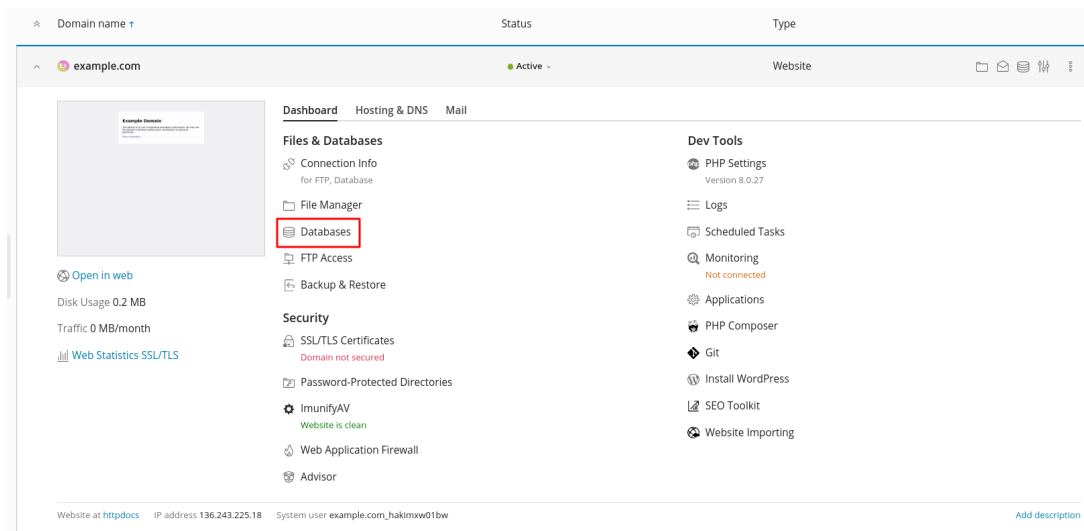 Domain name ↑ Status Type
example.com Active Website
Example Domain
Dashboard Hosting & DNS Mail
Files & Databases
Connection Info
for FTP, Database
File Manager
Databases
FTP Access
Backup & Restore
Security
SSL/TLS Certificates
Domain not secured
Password-Protected Directories
ImunifyAV
Website is clean
Web Application Firewall
Advisor
Dev Tools
php PHP Settings
Version 8.0.27
Logs
Scheduled Tasks
Monitoring
Not connected
Applications
PHP Composer
Git
Install WordPress
SEO Toolkit
Website Importing
Open in web
Disk Usage 0.2 MB
Traffic 0 MB/month
Web Statistics SSL/TLS
Website at httpdocs IP address 136.243.225.18 System user example.com_hakimxw01bw Add description